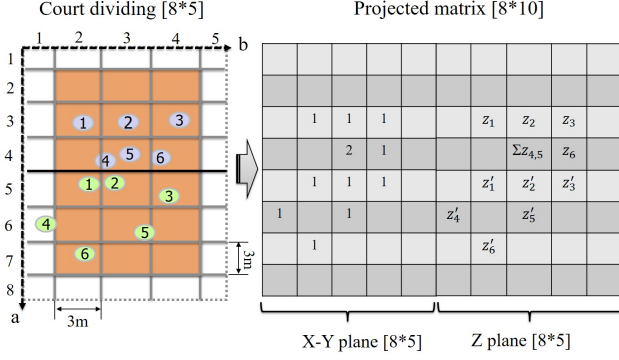 Court dividing [8*5]
Projected matrix [8*10]
1 2 3 4 5 b
1
2
3 1 2 3
4 4 5 6
5 1 2 3
6 4 5
7 6 3m
8
a 3m
1 1 1 z₁ z₂ z₃
2 1 Σz₄,₅ z₆
1 1 1 z′₁ z′₂ z′₃
1 1 z′₄ z′₅
1 z′₆
X-Y plane [8*5] Z plane [8*5]